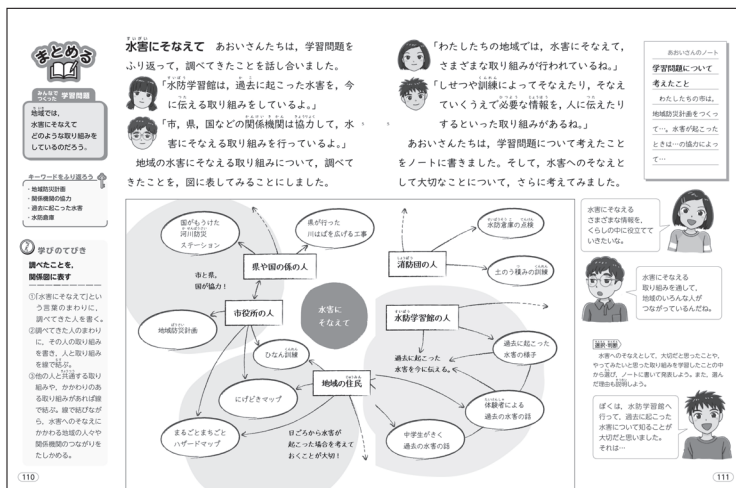 まとめる
みんなでつくった 学習問題
地域では、
水害にそなえて
どのような取り組みを
しているのだろう。
キーワードをふり返ろう
・地域防災計画
・関係機関の協力
・過去に起こった水害
・水防倉庫
学びのてびき
調べたことを、
関係図に表す
①「水害にそなえて」とい
う言葉のまわりに、
調べてきた人を書く。
②調べてきた人のまわり
に、その人の取り組み
を書き、人と取り組み
を線で結ぶ。
③他の人と共通する取り
組みや、かかわりのあ
る取り組みがあれば線
で結ぶ。線で結びなが
ら、水害へのそなえに
かかわる地域の人々や
関係機関のつながりを
たしかめる。
110
水害にそなえて あおいさんたちは，学習問題を
ふり返って，調べてきたことを話し合いました。
「水防学習館は，過去に起こった水害を，今
に伝える取り組みをしているよ。」
「市，県，国などの関係機関は協力して，水
害にそなえる取り組みを行っているよ。」
地域の水害にそなえる取り組みについて，調べて
きたことを，図に表してみることにしました。
「わたしたちの地域では，水害にそなえて，
さまざまな取り組みが行われているね。」
「しせつや訓練によってそなえたり，そなえ
ていくうえで必要な情報を，人に伝えたり
するといった取り組みがあるね。」
あおいさんたちは，学習問題について考えたこと
をノートに書きました。そして，水害へのそなえと
して大切なことについて，さらに考えてみました。
国がもうけた
河川防災
ステーション
県が行った
川はばを広げる工事
県や国の係の人
市と県，
国が協力！
市役所の人
地域防災計画
ひなん訓練
にげどきマップ
まるごとまちごと
ハザードマップ
水害に
そなえて
地域の住民
日ごろから水害が
起こった場合を考えて
おくことが大切！
消防団の人
水防倉庫の点検
土のう積みの訓練
水防学習館の人
過去に起こった
水害を今に伝える。
過去に起こった
水害の様子
体験者による
過去の水害の話
中学生がきく
過去の水害の話
あおいさんのノート
学習問題について
考えたこと
わたしたちの市は，
地域防災計画をつくっ
て…。水害が起こった
ときは…の協力によっ
て…
水害にそなえる
さまざまな情報を，
くらしの中に役立てて
いきたいな。
水害にそなえる
取り組みを通して，
地域のいろんな人が
つながっているんだね。
選択・判断
水害へのそなえとして，大切だと思ったことや，
やってみたいと思った取り組みを学習したことの中
から選び，ノートに書いて発表しよう。また，選ん
だ理由も説明しよう。
ぼくは，水防学習館へ
行って，過去に起こった
水害について知ることが
大切だと思いました。
それは…
111